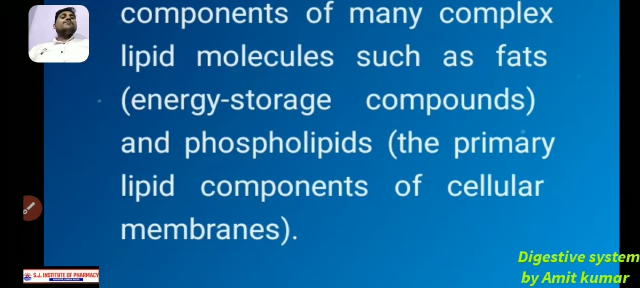 components of many complex
lipid molecules such as fats
(energy-storage compounds)
and phospholipids (the primary
lipid components of cellular
membranes).
Digestive system
by Amit kumar
S.J. INSTITUTE OF PHARMACY